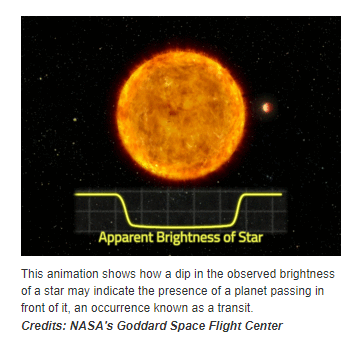 Apparent Brightness of Star
This animation shows how a dip in the observed brightness
of a star may indicate the presence of a planet passing in
front of it, an occurrence known as a transit.
Credits: NASA's Goddard Space Flight Center